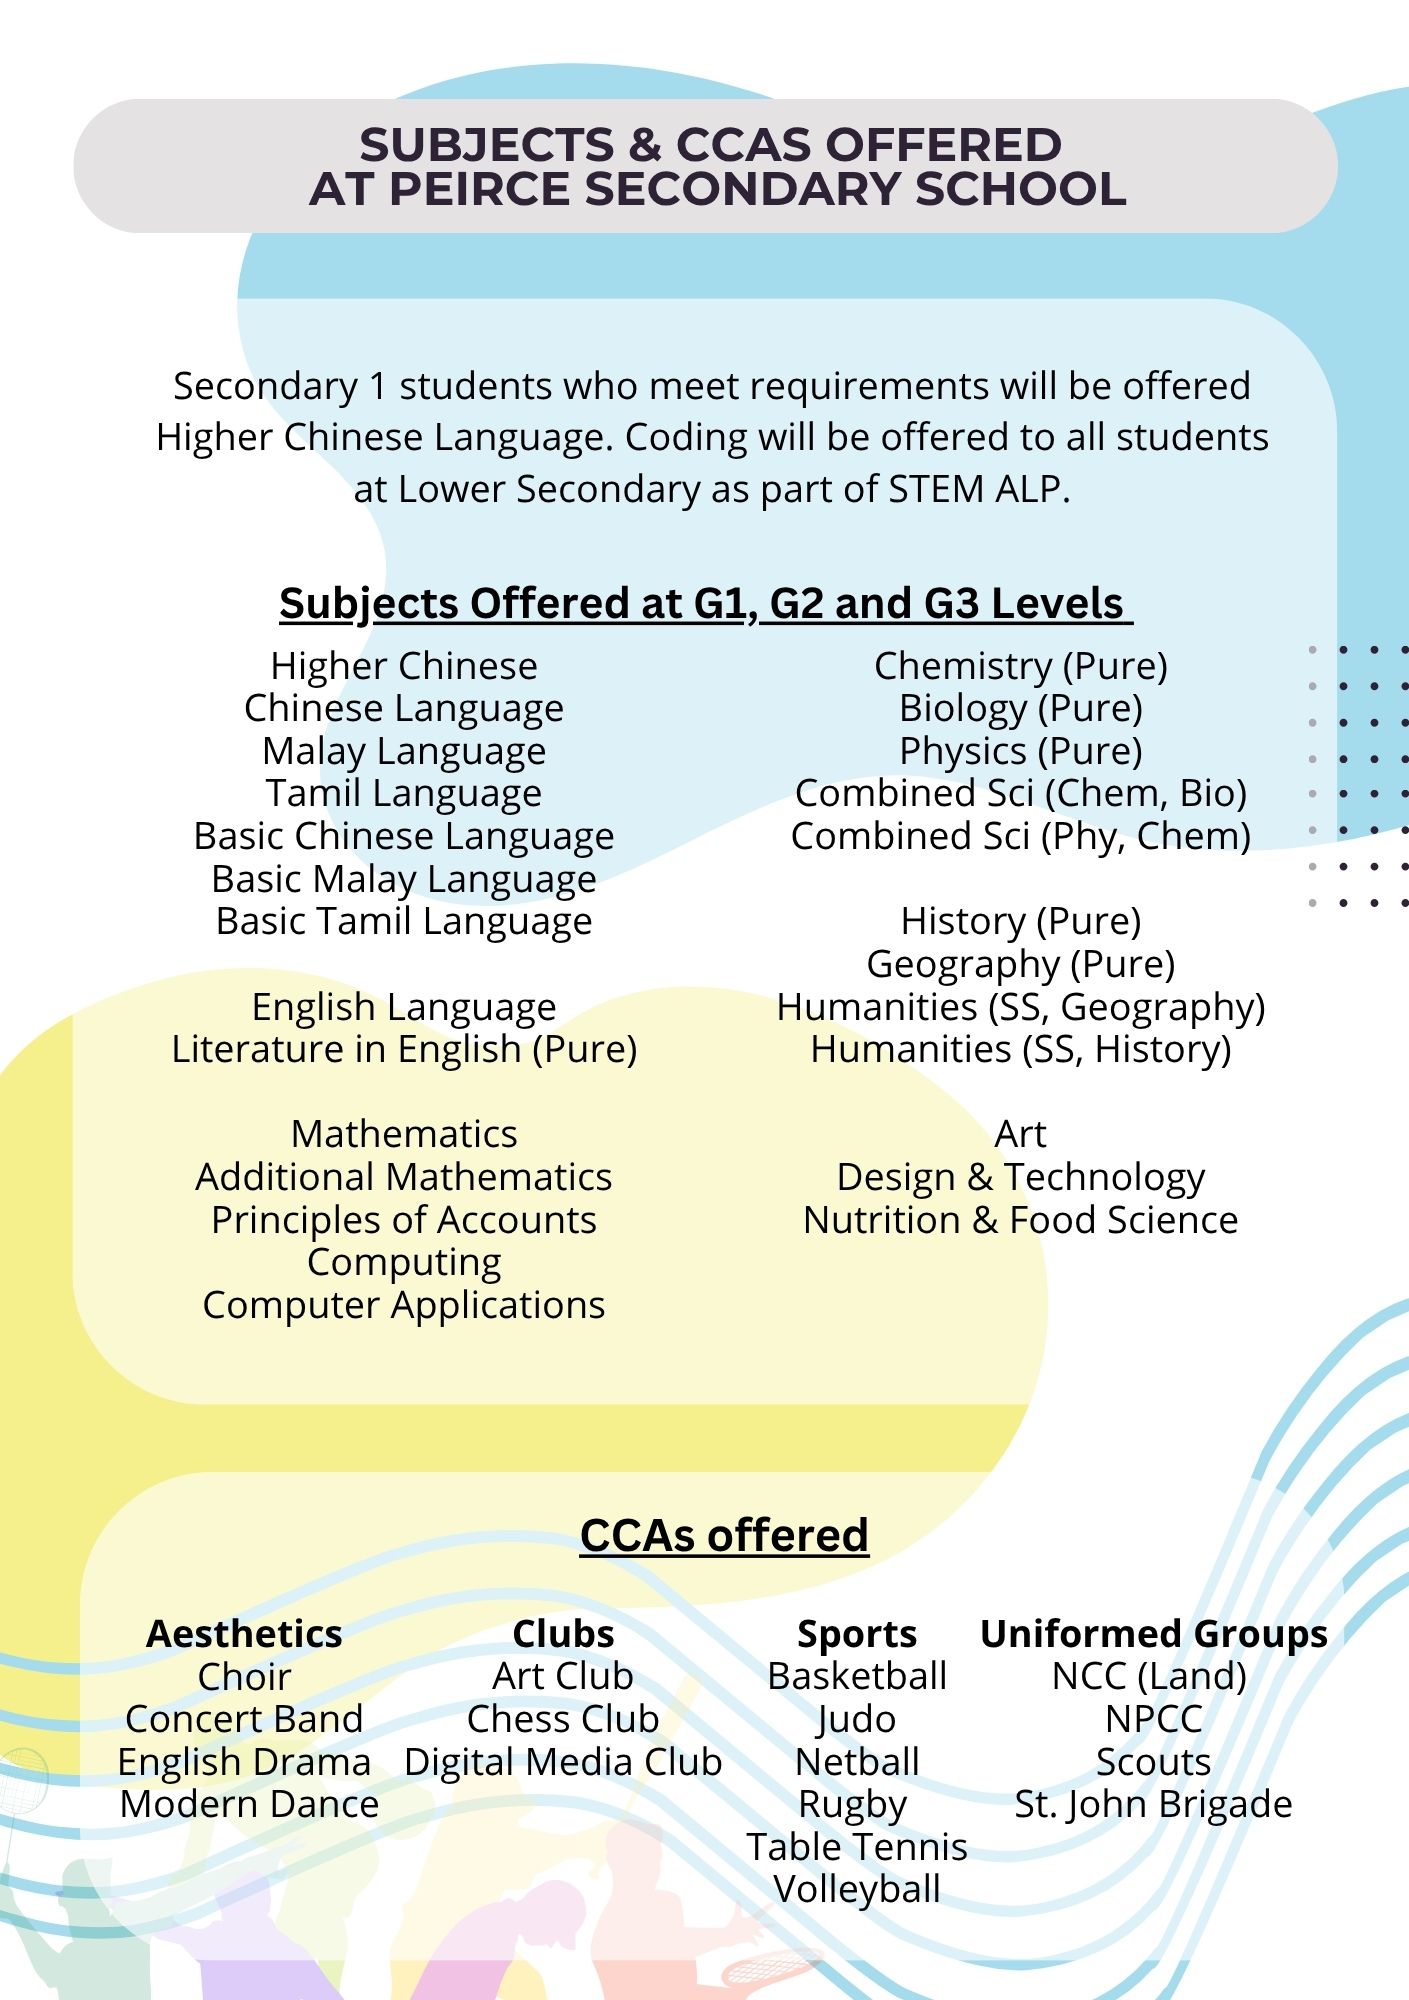 SUBJECTS & CCAS OFFERED
AT PEIRCE SECONDARY SCHOOL
Secondary 1 students who meet requirements will be offered
Higher Chinese Language. Coding will be offered to all students
at Lower Secondary as part of STEM ALP.
Subjects Offered at G1, G2 and G3 Levels
Higher Chinese
Chinese Language
Malay Language
Tamil Language
Basic Chinese Language
Basic Malay Language
Basic Tamil Language
English Language
Literature in English (Pure)
Mathematics
Additional Mathematics
Principles of Accounts
Computing
Computer Applications
Chemistry (Pure)
Biology (Pure)
Physics (Pure)
Combined Sci (Chem, Bio)
Combined Sci (Phy, Chem)
History (Pure)
Geography (Pure)
Humanities (SS, Geography)
Humanities (SS, History)
Art
Design & Technology
Nutrition & Food Science
CCAs offered
Aesthetics
Choir
Concert Band
English Drama
Modern Dance
Clubs
Art Club
Chess Club
Digital Media Club
Sports
Basketball
Judo
Netball
Rugby
Table Tennis
Volleyball
Uniformed Groups
NCC (Land)
NPCC
Scouts
St. John Brigade